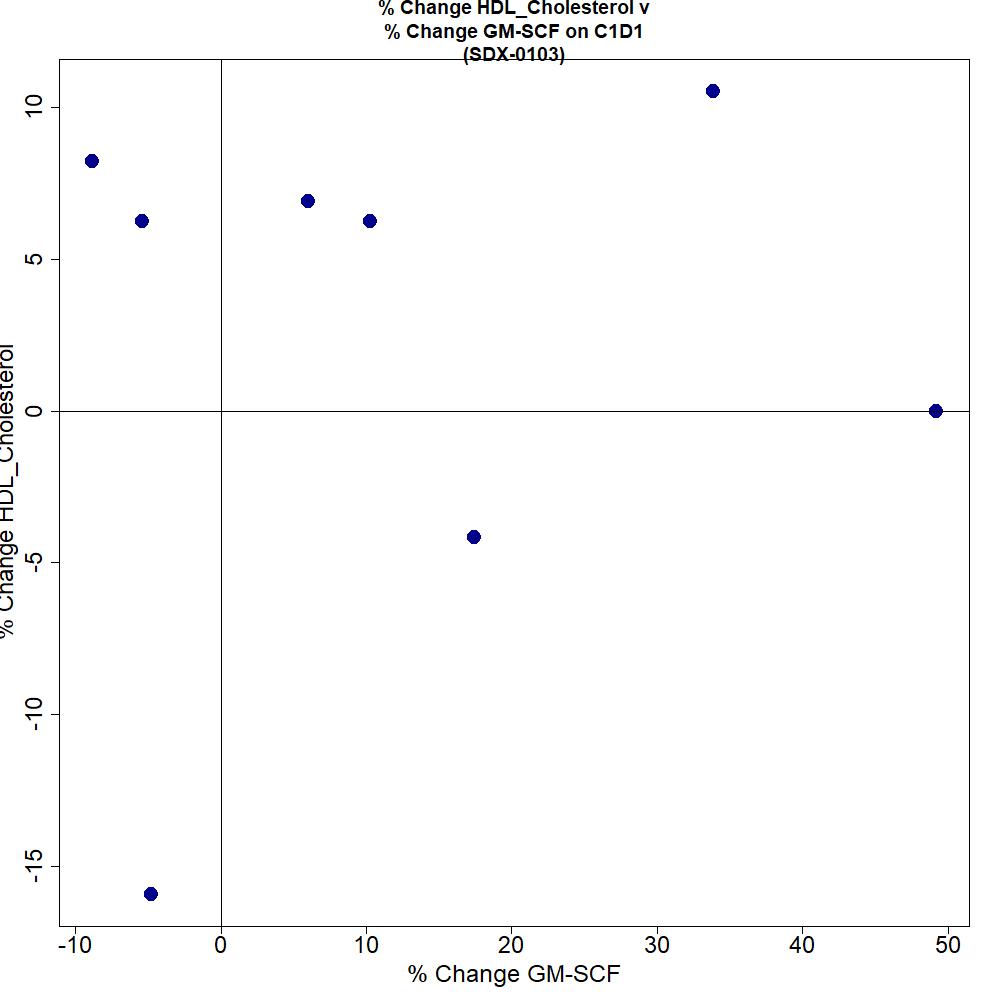 % Change HDL_Cholesterol v
% Change GM-SCF on C1D1
(SDX-0103)
10
5
0
-5
-10
-15
% Change HDL_Cholesterol
-10 0 10 20 30 40 50
% Change GM-SCF